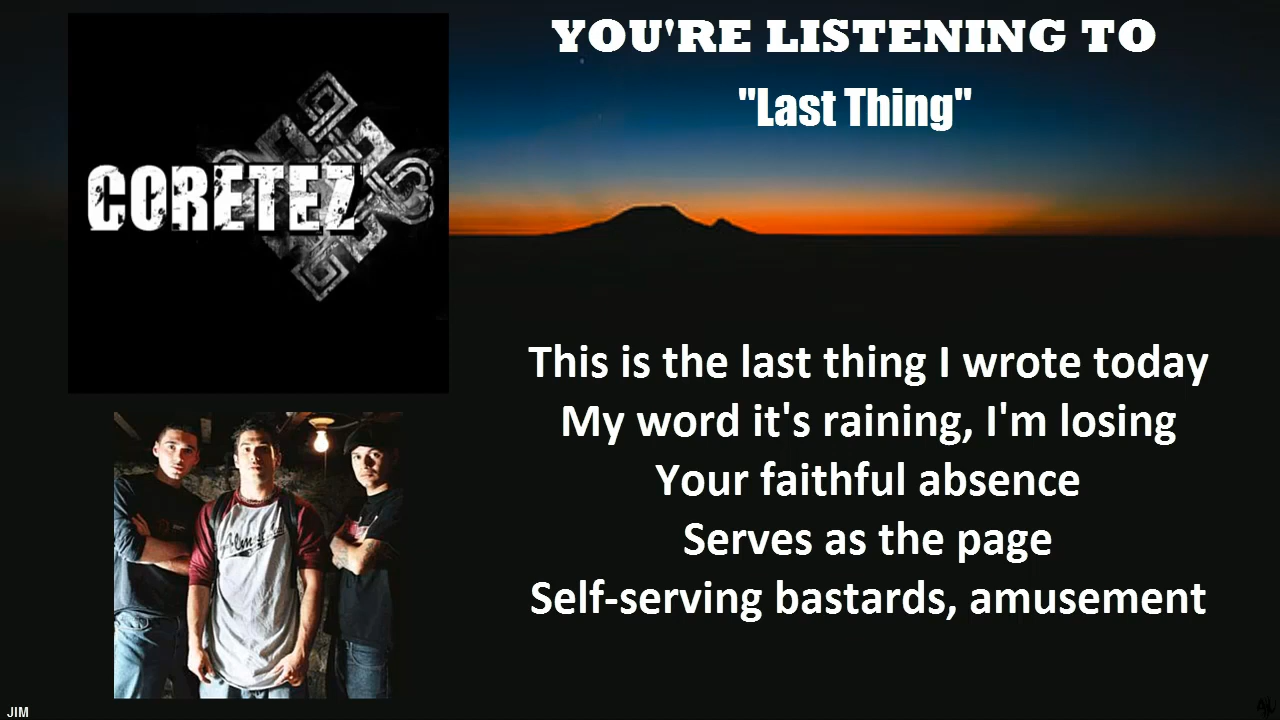 YOU'RE LISTENING TO
"Last Thing"
CORETEZ
This is the last thing I wrote today
My word it's raining, I'm losing
Your faithful absence
Serves as the page
Self-serving bastards, amusement
JIM